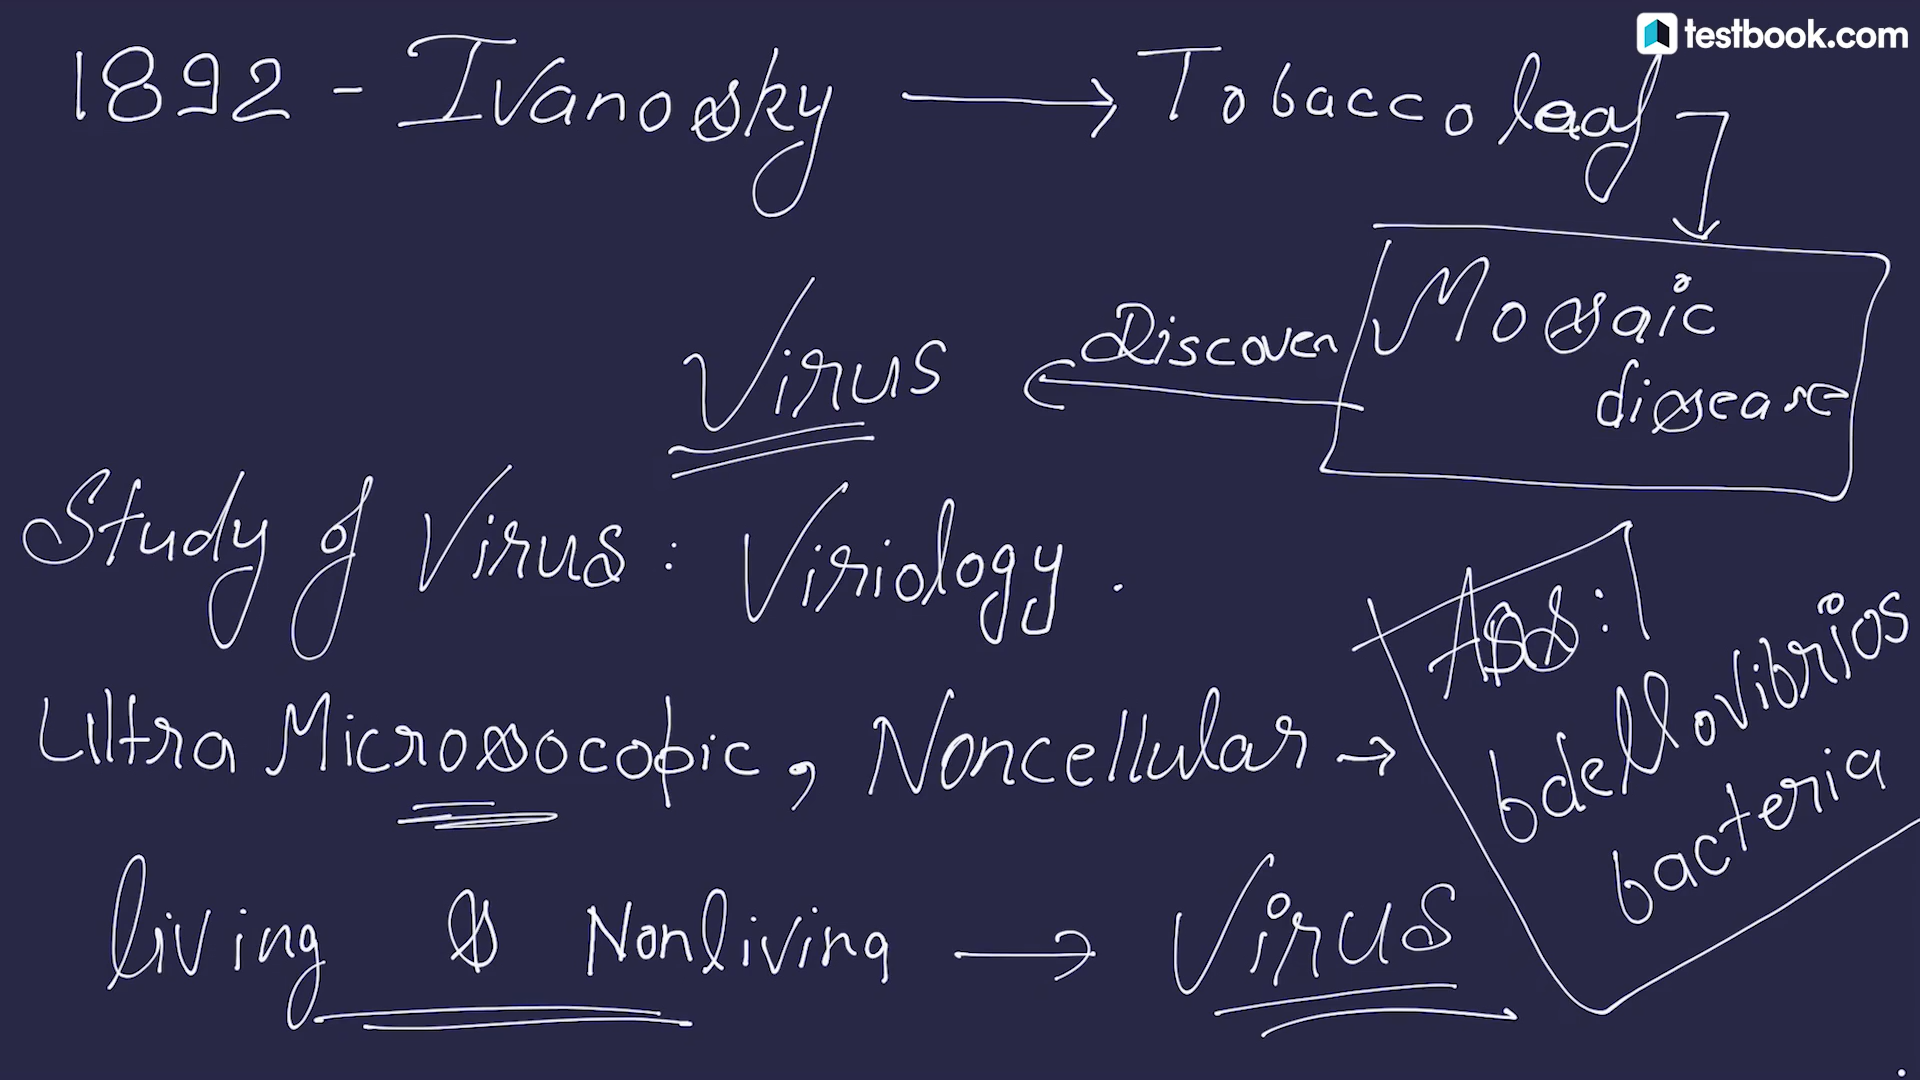 testbook.com
1892 - Ivanosky → Tobacco leaf
Mosaic
disease
Discover
Virus
Study of Virus : Viriology .
Ultra Microsocopic , Noncellular →
Ans :
bdellovibrios
bacteria
living & Nonliving → Virus